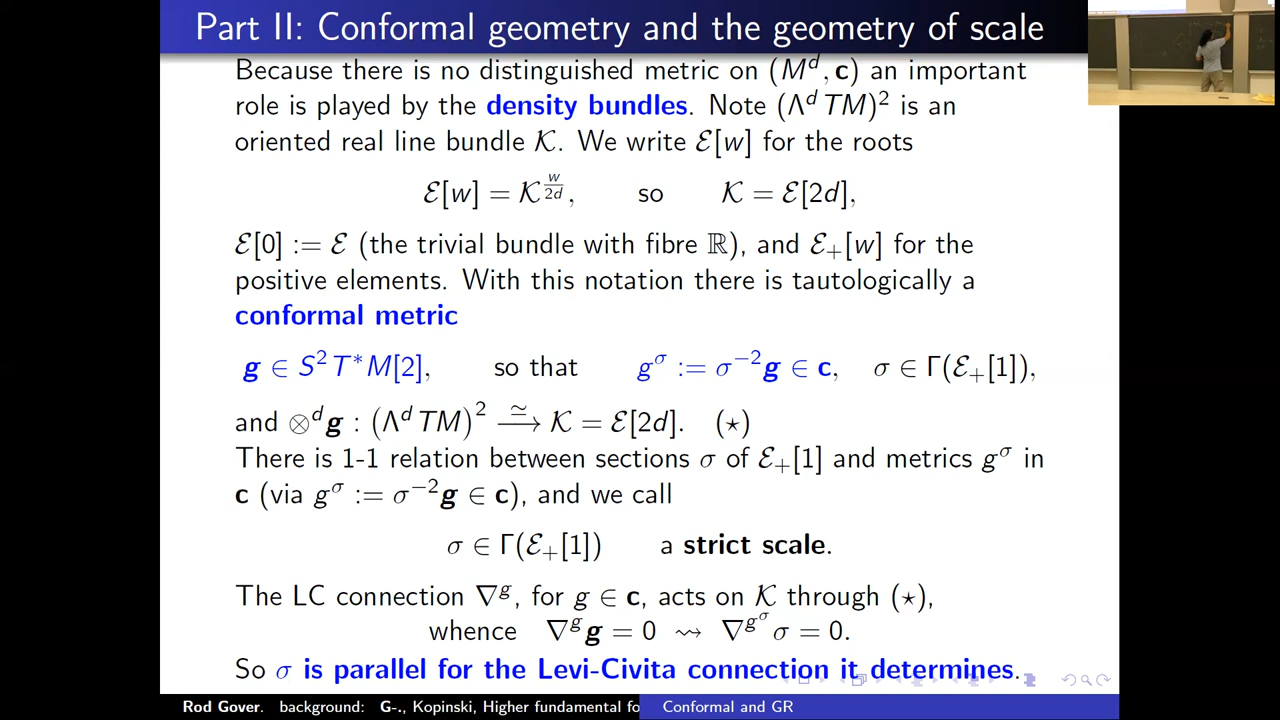 Part II: Conformal geometry and the geometry of scale
Because there is no distinguished metric on (M^d, c) an important
role is played by the density bundles. Note (Λ^d TM)^2 is an
oriented real line bundle 𝒦. We write ℰ[w] for the roots
ℰ[w] = 𝒦^{w/2d}, so 𝒦 = ℰ[2d],
ℰ[0] := ℰ (the trivial bundle with fibre ℝ), and ℰ_+[w] for the
positive elements. With this notation there is tautologically a
conformal metric
g ∈ S^2 T^*M[2], so that g^σ := σ^{-2}g ∈ c, σ ∈ Γ(ℰ_+[1]),
and ⊗^d g : (Λ^d TM)^2 ≃⟶ 𝒦 = ℰ[2d]. (⋆)
There is 1-1 relation between sections σ of ℰ_+[1] and metrics g^σ in
c (via g^σ := σ^{-2}g ∈ c), and we call
σ ∈ Γ(ℰ_+[1]) a strict scale.
The LC connection ∇^g, for g ∈ c, acts on 𝒦 through (⋆),
whence ∇^g g = 0 ⇝ ∇^{g^σ} σ = 0.
So σ is parallel for the Levi-Civita connection it determines.
Rod Gover. background: G-., Kopinski, Higher fundamental fo Conformal and GR